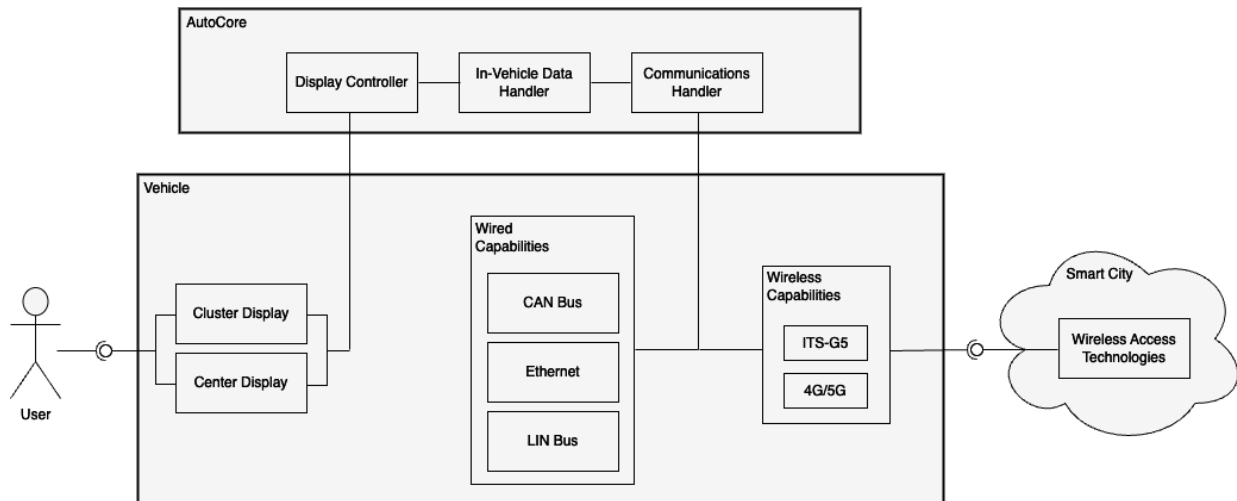 AutoCore
Display Controller
In-Vehicle Data
Handler
Communications
Handler
Vehicle
Wired
Capabilities
CAN Bus
Ethernet
LIN Bus
Wireless
Capabilities
ITS-G5
4G/5G
Cluster Display
Center Display
User
Smart City
Wireless Access
Technologies